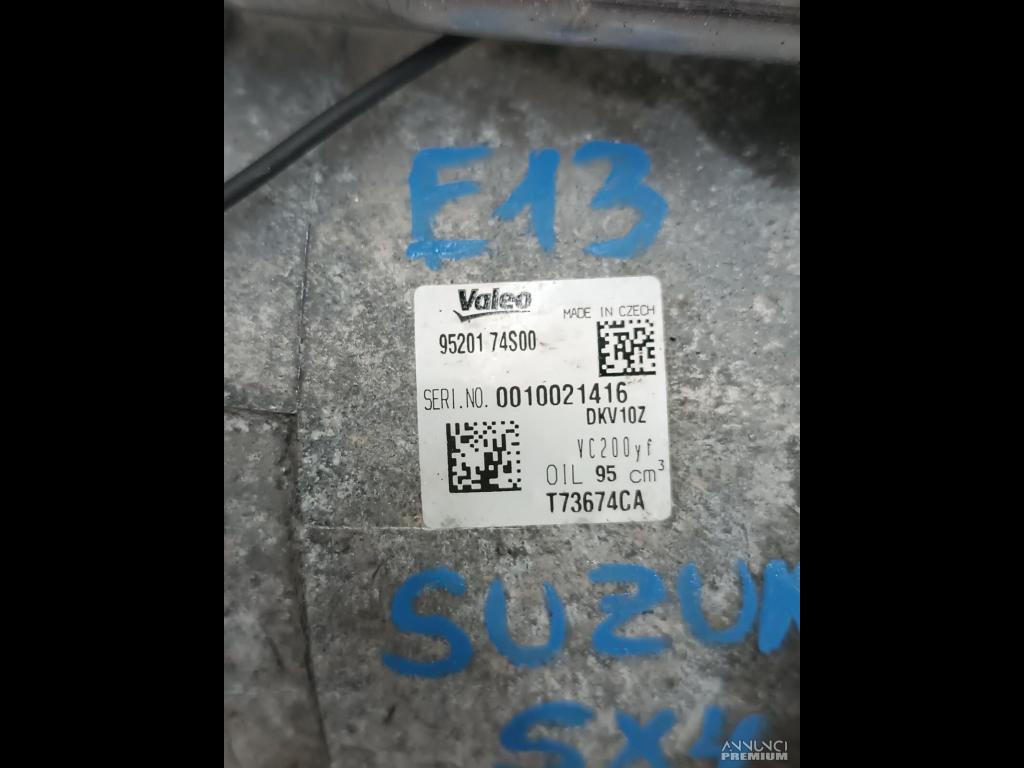 E13
Valeo
MADE IN CZECH
95201 74S00
SERI.NO. 0010021416
DKV10Z
VC200yf
OIL 95 cm³
T73674CA
SUZUK
SX4
ANNUNCI
PREMIUM